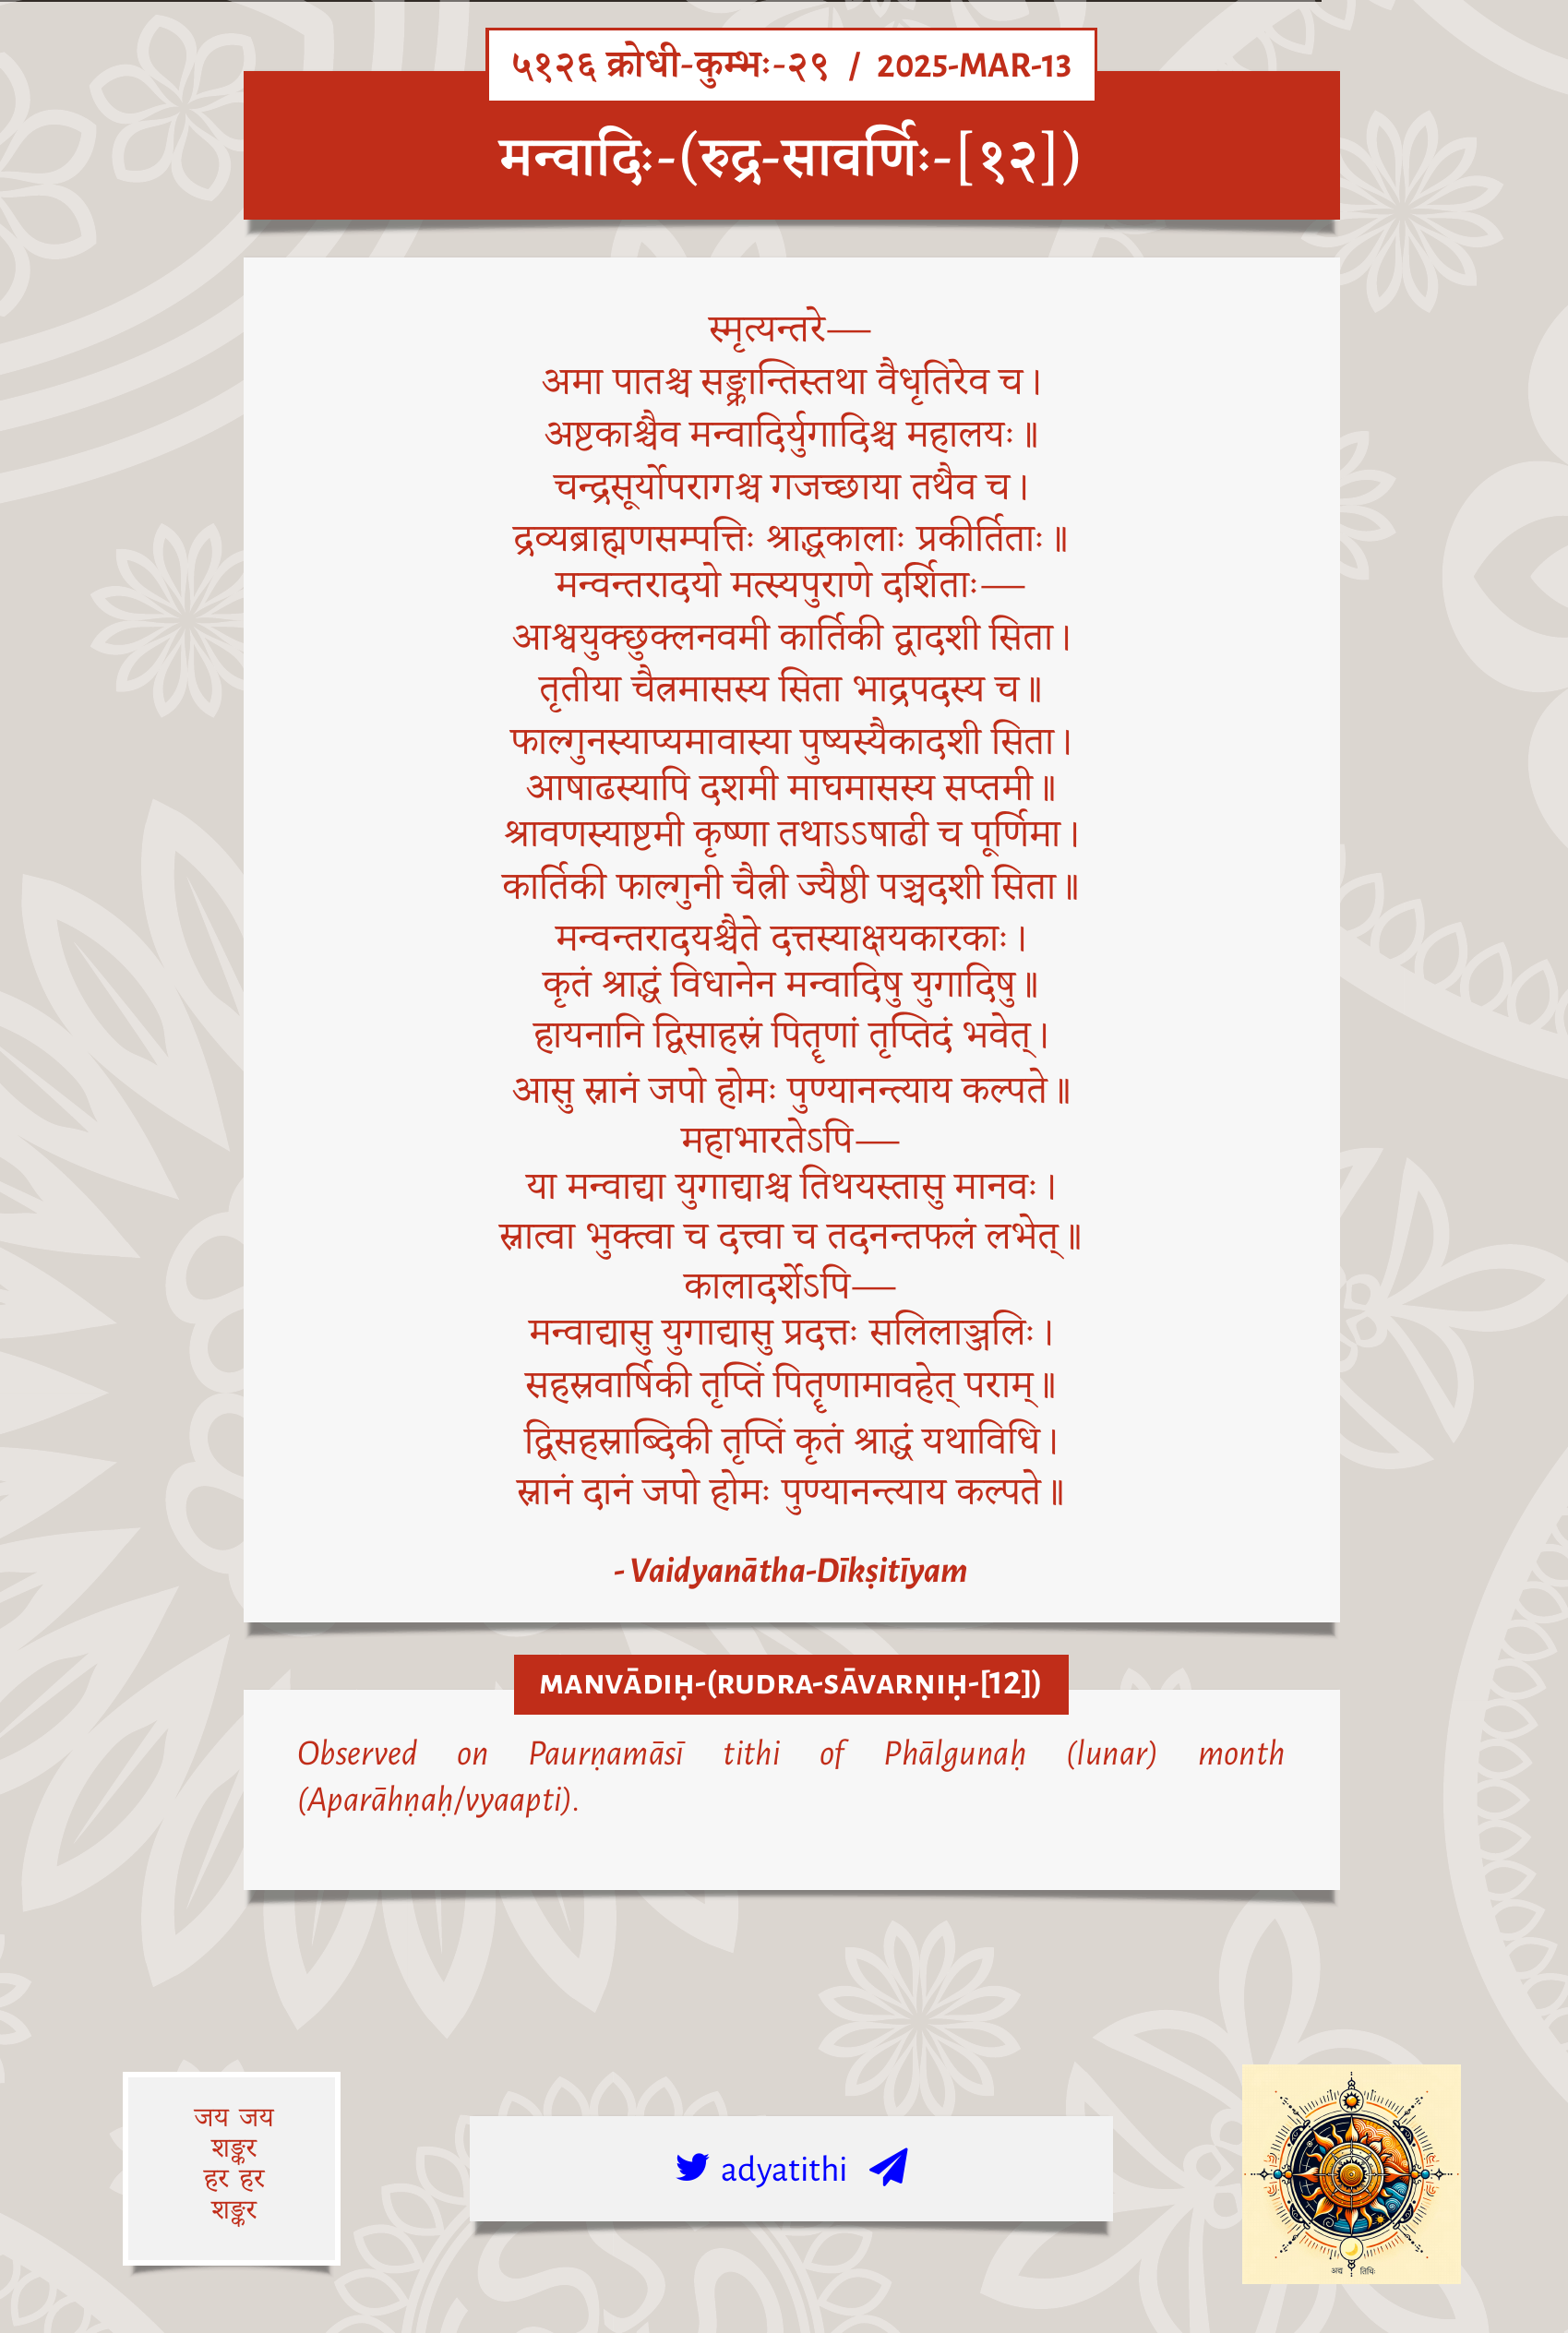 ५१२६ क्रोधी-कुम्भः-२९ / 2025-MAR-13
मन्वादिः-(रुद्र-सावर्णिः-[१२])
स्मृत्यन्तरे—
अमा पातश्च सङ्क्रान्तिस्तथा वैधृतिरेव च।
अष्टकाश्चैव मन्वादिर्युगादिश्च महालयः॥
चन्द्रसूर्योपरागश्च गजच्छाया तथैव च।
द्रव्यब्राह्मणसम्पत्तिः श्राद्धकालाः प्रकीर्तिताः॥
मन्वन्तरादयो मत्स्यपुराणे दर्शिताः—
आश्वयुक्छुक्लनवमी कार्तिकी द्वादशी सिता।
तृतीया चैत्रमासस्य सिता भाद्रपदस्य च॥
फाल्गुनस्याप्यमावास्या पुष्यस्यैकादशी सिता।
आषाढस्यापि दशमी माघमासस्य सप्तमी॥
श्रावणस्याष्टमी कृष्णा तथाऽऽषाढी च पूर्णिमा।
कार्तिकी फाल्गुनी चैत्री ज्यैष्ठी पञ्चदशी सिता॥
मन्वन्तरादयश्चैते दत्तस्याक्षयकारकाः।
कृतं श्राद्धं विधानेन मन्वादिषु युगादिषु॥
हायनानि द्विसाहस्रं पितॄणां तृप्तिदं भवेत्।
आसु स्नानं जपो होमः पुण्यानन्त्याय कल्पते॥
महाभारतेऽपि—
या मन्वाद्या युगाद्याश्च तिथयस्तासु मानवः।
स्नात्वा भुक्त्वा च दत्त्वा च तदनन्तफलं लभेत्॥
कालादर्शेऽपि—
मन्वाद्यासु युगाद्यासु प्रदत्तः सलिलाञ्जलिः।
सहस्रवार्षिकी तृप्तिं पितॄणामावहेत् पराम्॥
द्विसहस्राब्दिकी तृप्तिं कृतं श्राद्धं यथाविधि।
स्नानं दानं जपो होमः पुण्यानन्त्याय कल्पते॥
- Vaidyanātha-Dīkṣitīyam
MANVĀDIḤ-(RUDRA-SĀVARṆIḤ-[12])
Observed on Paurṇamāsī tithi of Phālgunaḥ (lunar) month
(Aparāhṇaḥ/vyaapti).
जय जय
शङ्कर
हर हर
शङ्कर
adyatithi
अद्य तिथिः